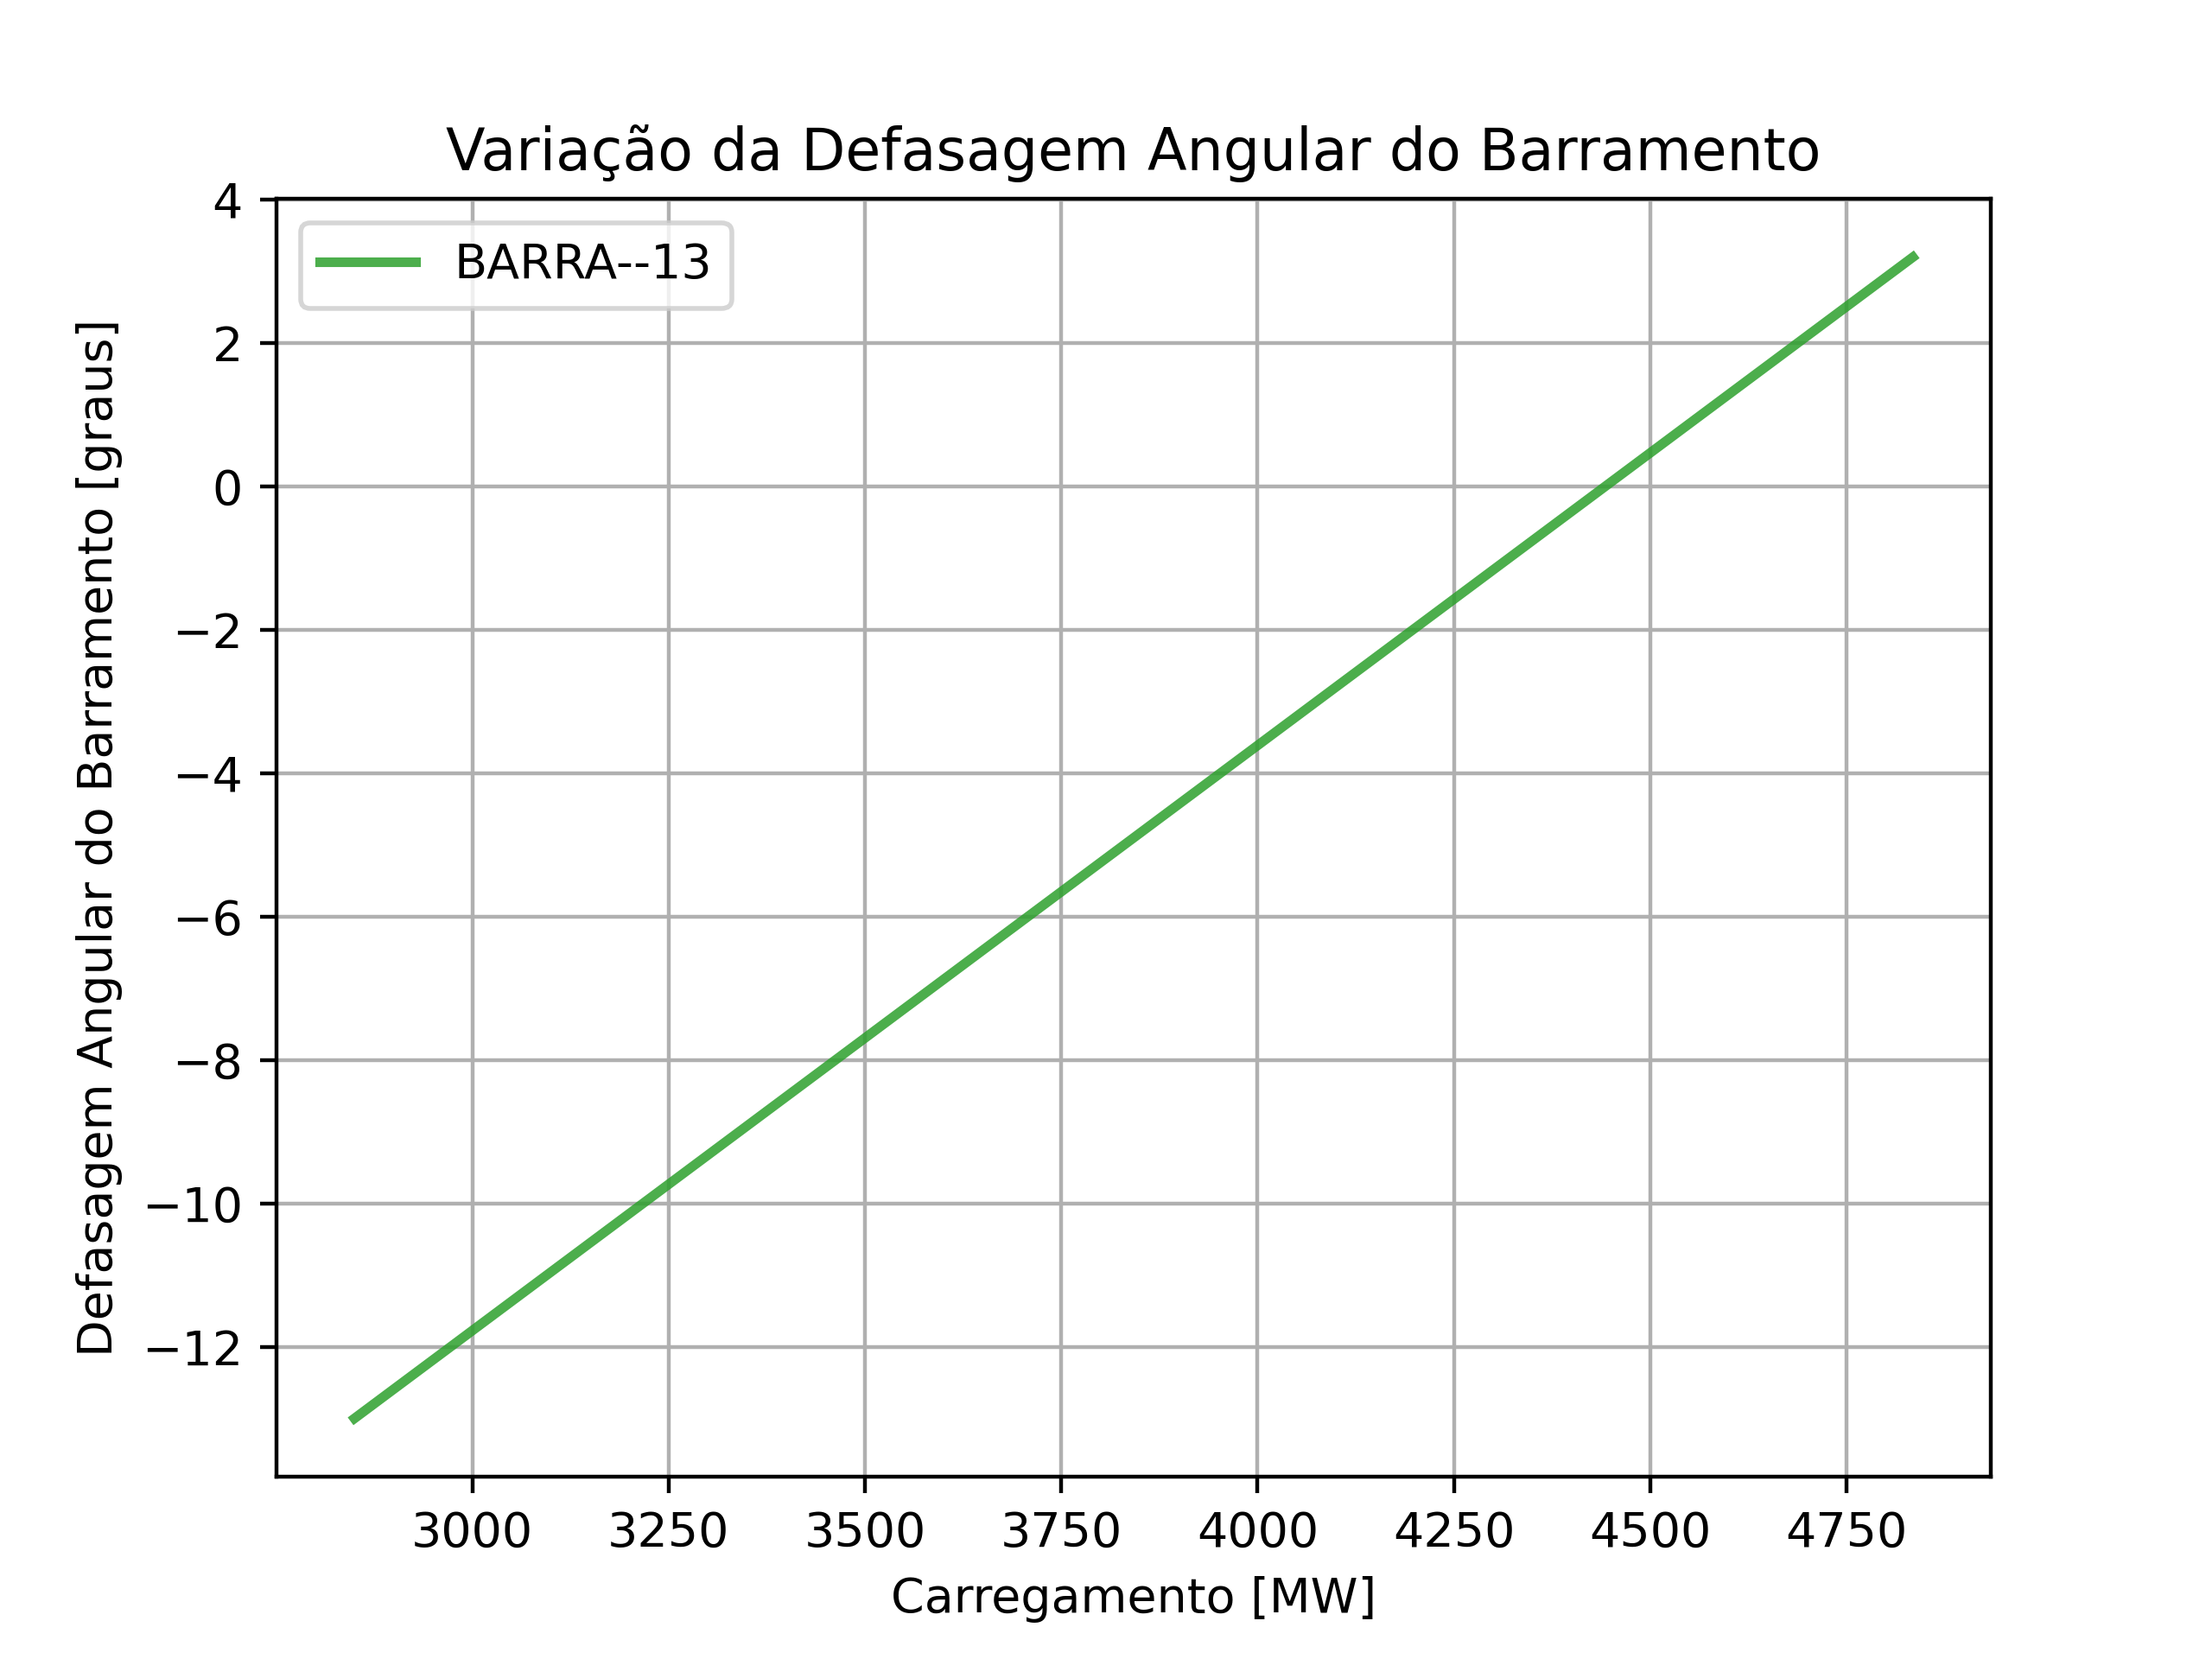 Variação da Defasagem Angular do Barramento
BARRA--13
Defasagem Angular do Barramento [graus]
4
2
0
−2
−4
−6
−8
−10
−12
3000 3250 3500 3750 4000 4250 4500 4750
Carregamento [MW]